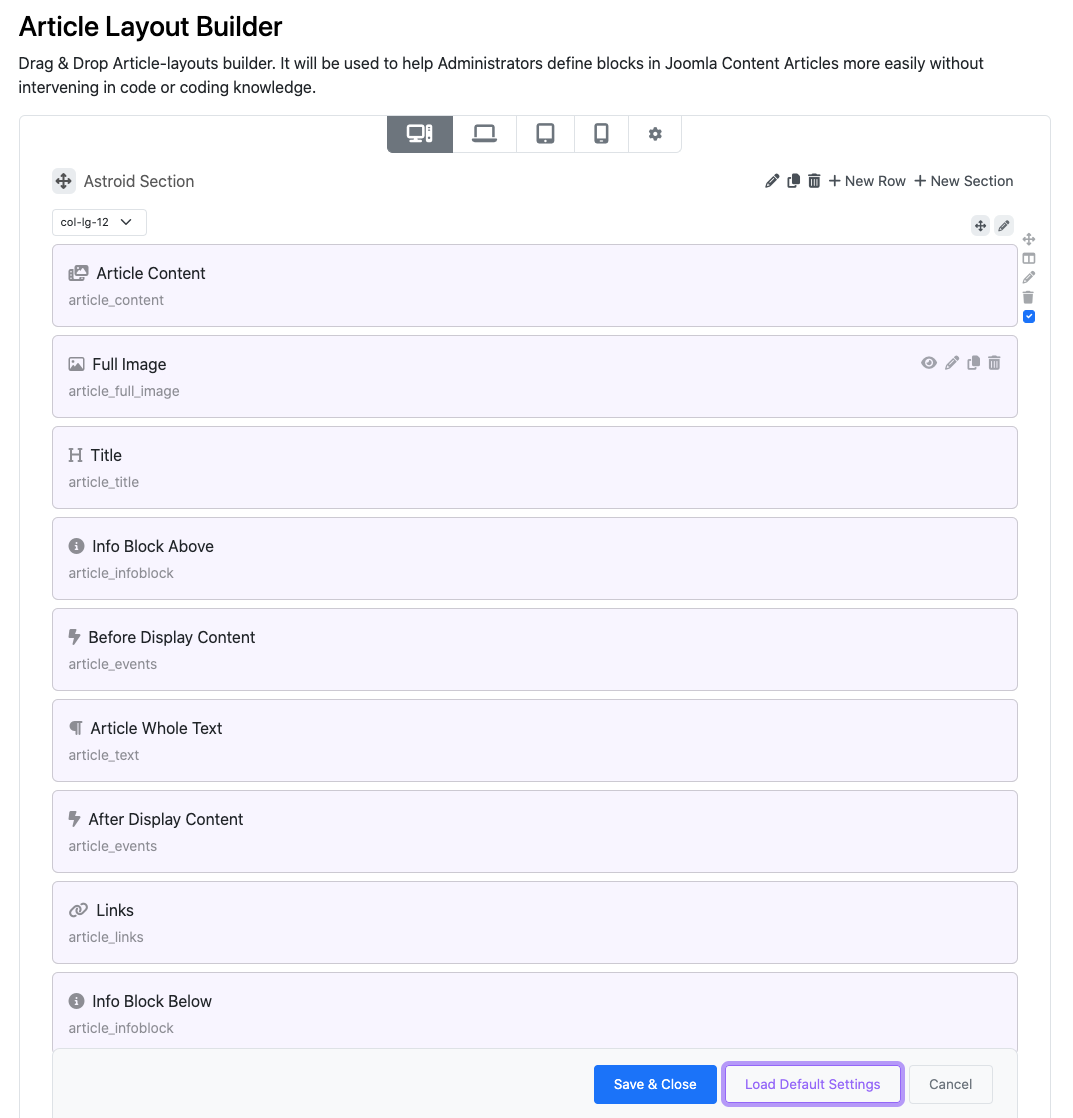 Article Layout Builder
Drag & Drop Article-layouts builder. It will be used to help Administrators define blocks in Joomla Content Articles more easily without
intervening in code or coding knowledge.
Astroid Section
New Row New Section
col-lg-12
Article Content
article_content
Full Image
article_full_image
Title
article_title
Info Block Above
article_infoblock
Before Display Content
article_events
Article Whole Text
article_text
After Display Content
article_events
Links
article_links
Info Block Below
article_infoblock
Save & Close Load Default Settings Cancel